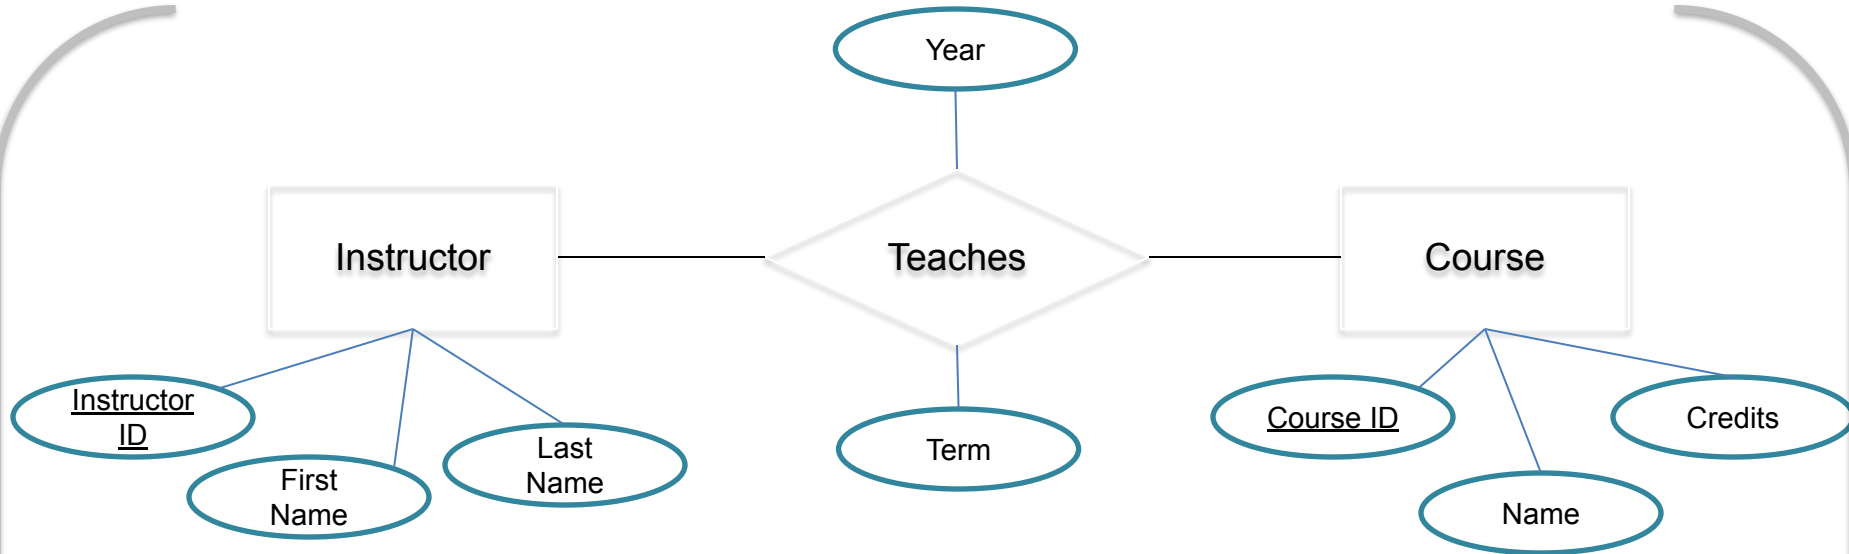 Year
Instructor
Teaches
Course
Instructor
ID
First
Name
Last
Name
Term
Course ID
Name
Credits